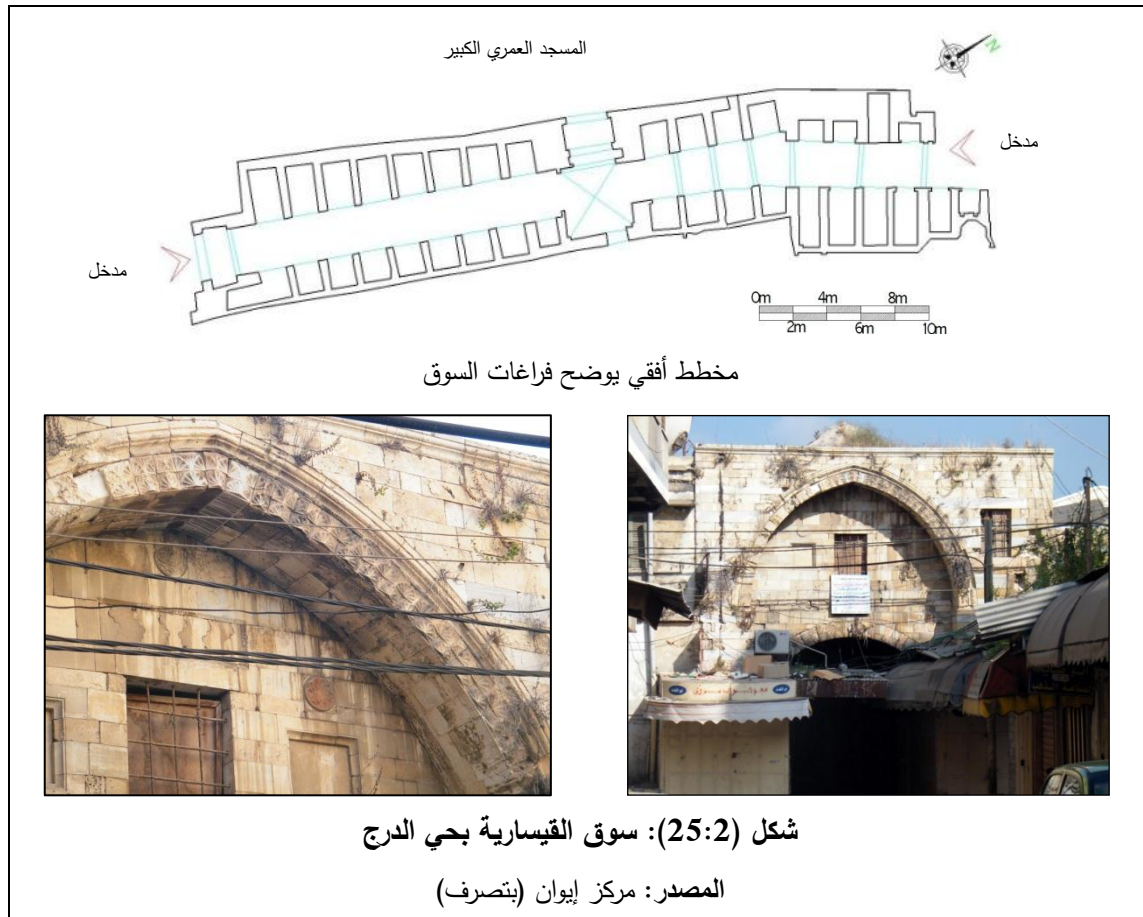 المسجد العمري الكبير
N
مدخل
مدخل
0m 4m 8m
2m 6m 10m
مخطط أفقي يوضح فراغات السوق
شكل (25:2): سوق القيسارية بحي الدرج
المصدر: مركز إيوان (بتصرف)